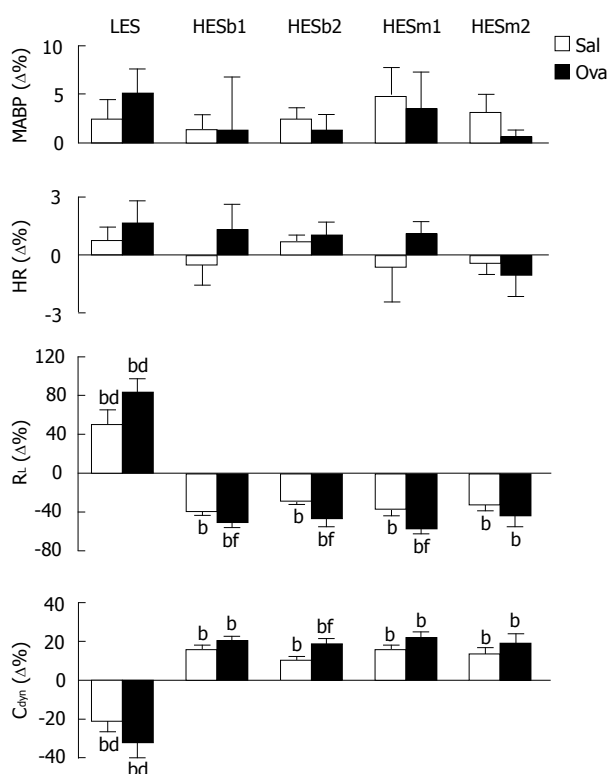 LES HESb1 HESb2 HESm1 HESm2
Sal
Ova
MABP (Δ%)
10
5
0
HR (Δ%)
3
0
-3
RL (Δ%)
120
80
40
0
-40
-80
bd bd
b bf b bf b bf b b
Cdyn (Δ%)
40
20
0
-20
-40
b b b bf b b b b
bd bd